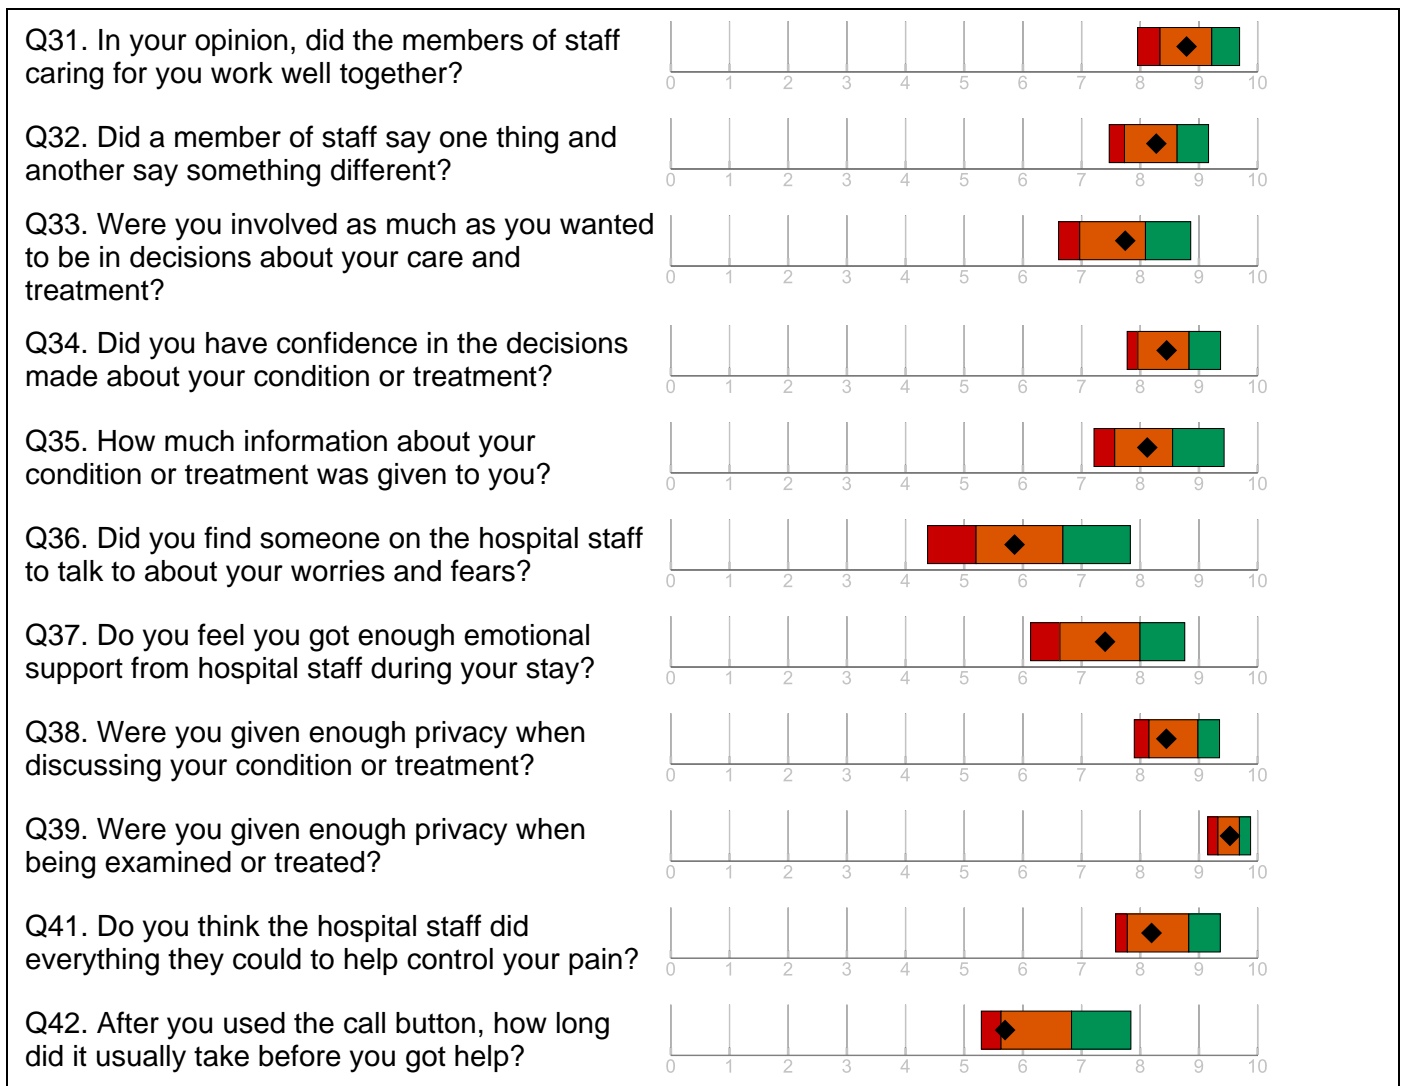 Q31. In your opinion, did the members of staff
caring for you work well together?
0 1 2 3 4 5 6 7 8 9 10
Q32. Did a member of staff say one thing and
another say something different?
0 1 2 3 4 5 6 7 8 9 10
Q33. Were you involved as much as you wanted
to be in decisions about your care and
treatment?
0 1 2 3 4 5 6 7 8 9 10
Q34. Did you have confidence in the decisions
made about your condition or treatment?
0 1 2 3 4 5 6 7 8 9 10
Q35. How much information about your
condition or treatment was given to you?
0 1 2 3 4 5 6 7 8 9 10
Q36. Did you find someone on the hospital staff
to talk to about your worries and fears?
0 1 2 3 4 5 6 7 8 9 10
Q37. Do you feel you got enough emotional
support from hospital staff during your stay?
0 1 2 3 4 5 6 7 8 9 10
Q38. Were you given enough privacy when
discussing your condition or treatment?
0 1 2 3 4 5 6 7 8 9 10
Q39. Were you given enough privacy when
being examined or treated?
0 1 2 3 4 5 6 7 8 9 10
Q41. Do you think the hospital staff did
everything they could to help control your pain?
0 1 2 3 4 5 6 7 8 9 10
Q42. After you used the call button, how long
did it usually take before you got help?
0 1 2 3 4 5 6 7 8 9 10